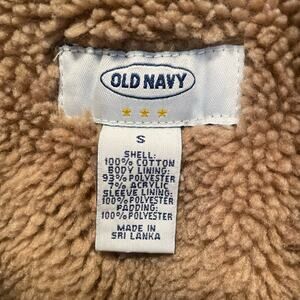 OLD NAVY
S
SHELL:
100% COTTON
BODY LINING:
93% POLYESTER
7% ACRYLIC
SLEEVE LINING:
100% POLYESTER
PADDING:
100% POLYESTER
MADE IN
SRI LANKA